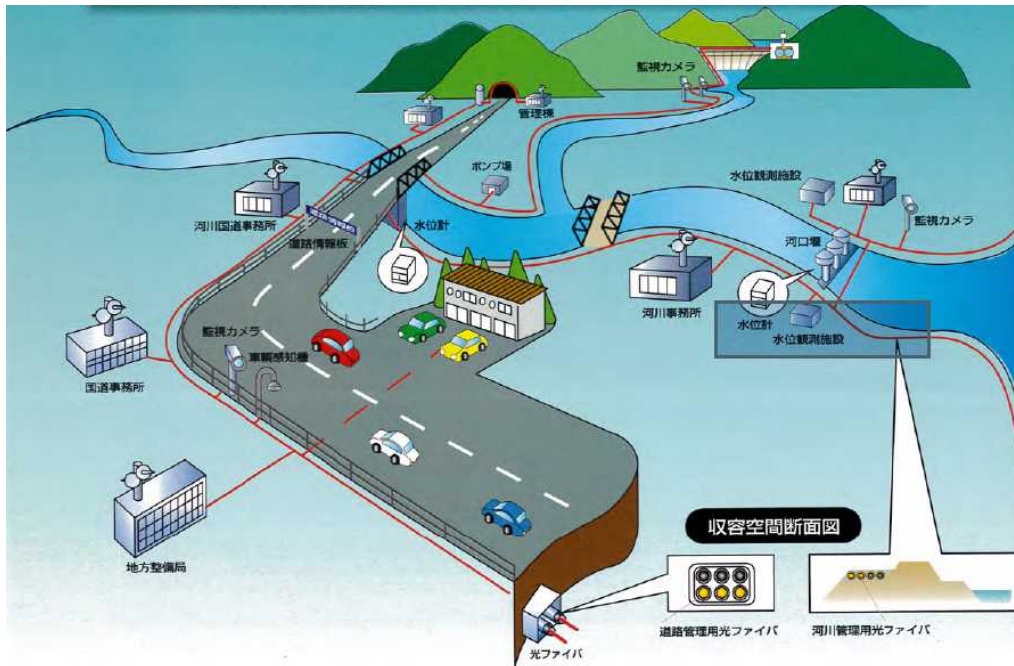 監視カメラ
管理棟
ポンプ場
水位観測施設
河川国道事務所
道路情報板
水位計
監視カメラ
道路情報板
河口堰
河川事務所
水位計
監視カメラ
水位観測施設
車輌感知機
国道事務所
収容空間断面図
地方整備局
道路管理用光ファイバ
河川管理用光ファイバ
光ファイバ